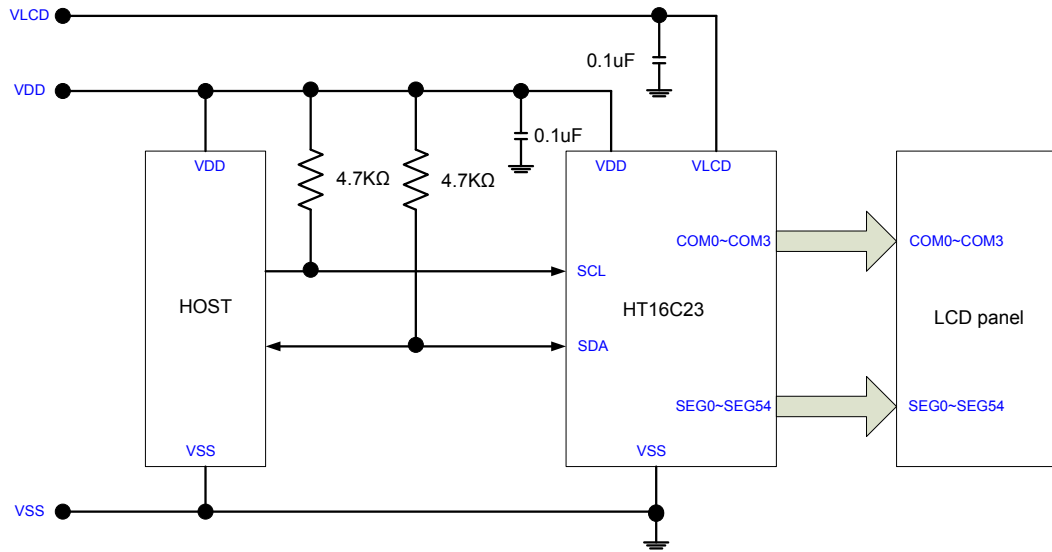 VLCD
0.1uF
VDD
0.1uF
VDD
4.7KΩ
4.7KΩ
VDD
VLCD
COM0~COM3
COM0~COM3
SCL
HOST
HT16C23
LCD panel
SDA
SEG0~SEG54
SEG0~SEG54
VSS
VSS
VSS